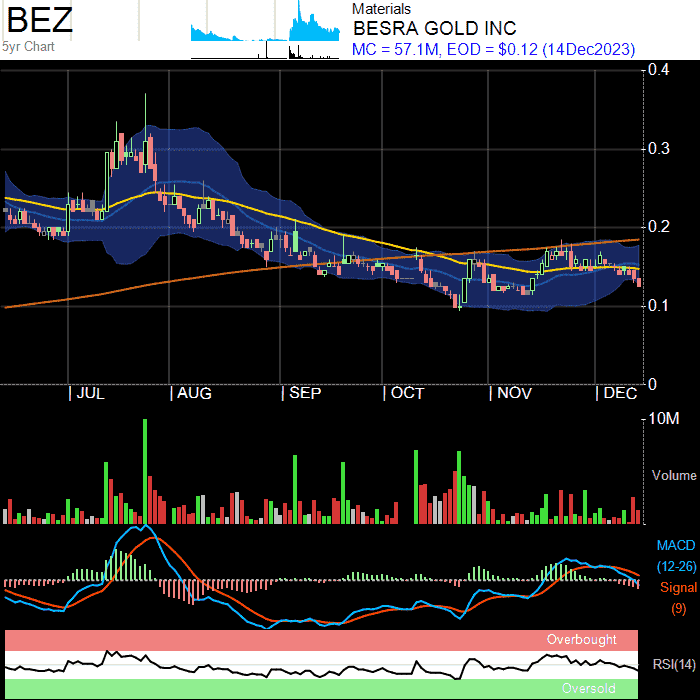 BEZ
5yr Chart
Materials
BESRA GOLD INC
MC = 57.1M, EOD = $0.12 (14Dec2023)
0.4
0.3
0.2
0.1
0
JUL AUG SEP OCT NOV DEC
10M
Volume
MACD
(12-26)
Signal
(9)
Overbought
RSI(14)
Oversold